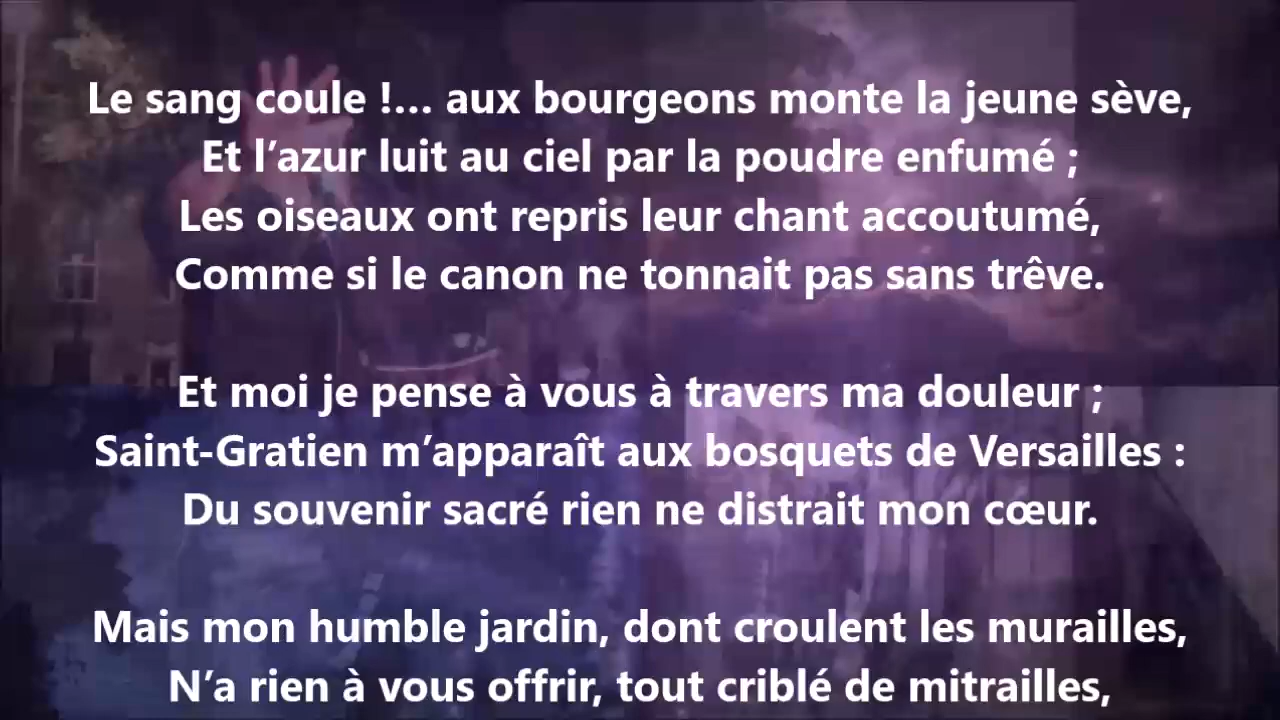 Le sang coule !… aux bourgeons monte la jeune sève,
Et l’azur luit au ciel par la poudre enfumé ;
Les oiseaux ont repris leur chant accoutumé,
Comme si le canon ne tonnait pas sans trêve.
Et moi je pense à vous à travers ma douleur ;
Saint-Gratien m’apparaît aux bosquets de Versailles :
Du souvenir sacré rien ne distrait mon cœur.
Mais mon humble jardin, dont croulent les murailles,
N’a rien à vous offrir, tout criblé de mitrailles,